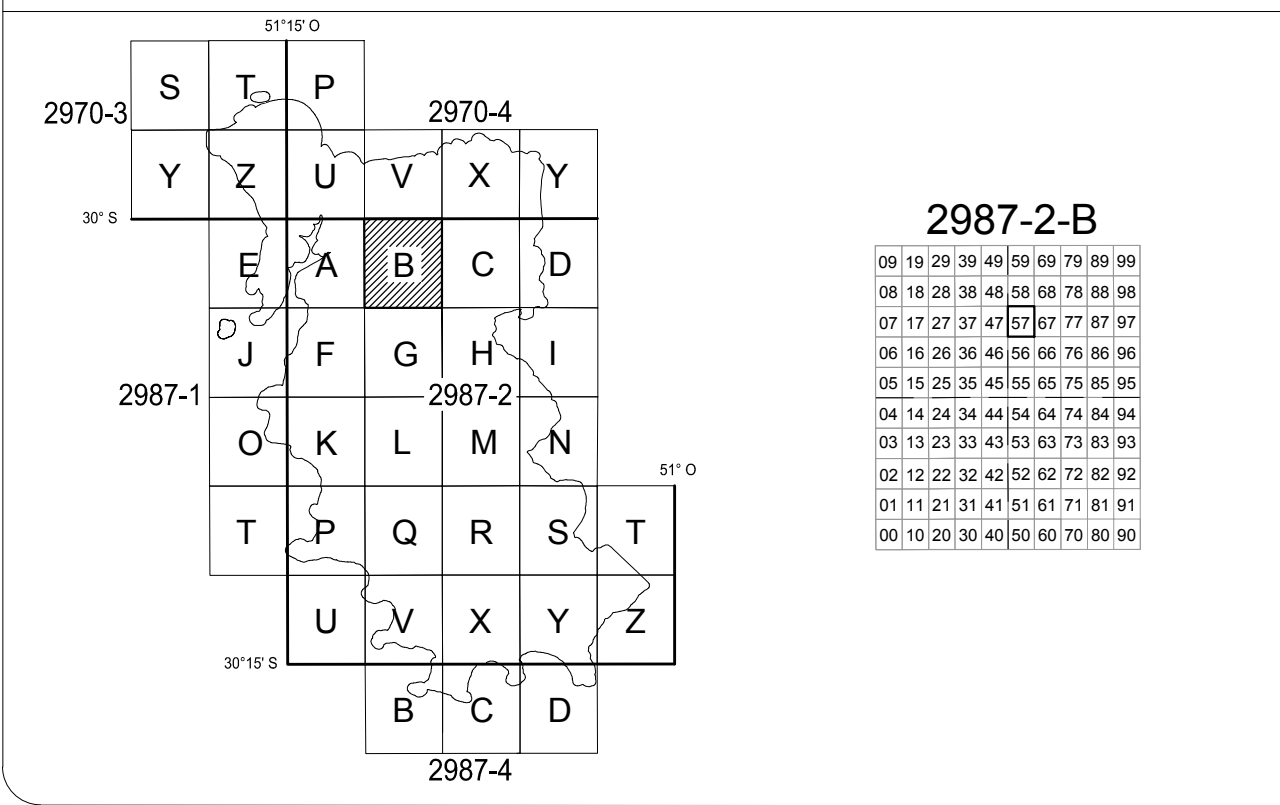 51°15' O
S T P
2970-3 2970-4
Y Z U V X Y
30° S
E A B C D
J F G H I
2987-1 2987-2
O K L M N
51° O
T P Q R S T
U V X Y Z
30°15' S
B C D
2987-4
2987-2-B
09 19 29 39 49 59 69 79 89 99
08 18 28 38 48 58 68 78 88 98
07 17 27 37 47 57 67 77 87 97
06 16 26 36 46 56 66 76 86 96
05 15 25 35 45 55 65 75 85 95
04 14 24 34 44 54 64 74 84 94
03 13 23 33 43 53 63 73 83 93
02 12 22 32 42 52 62 72 82 92
01 11 21 31 41 51 61 71 81 91
00 10 20 30 40 50 60 70 80 90